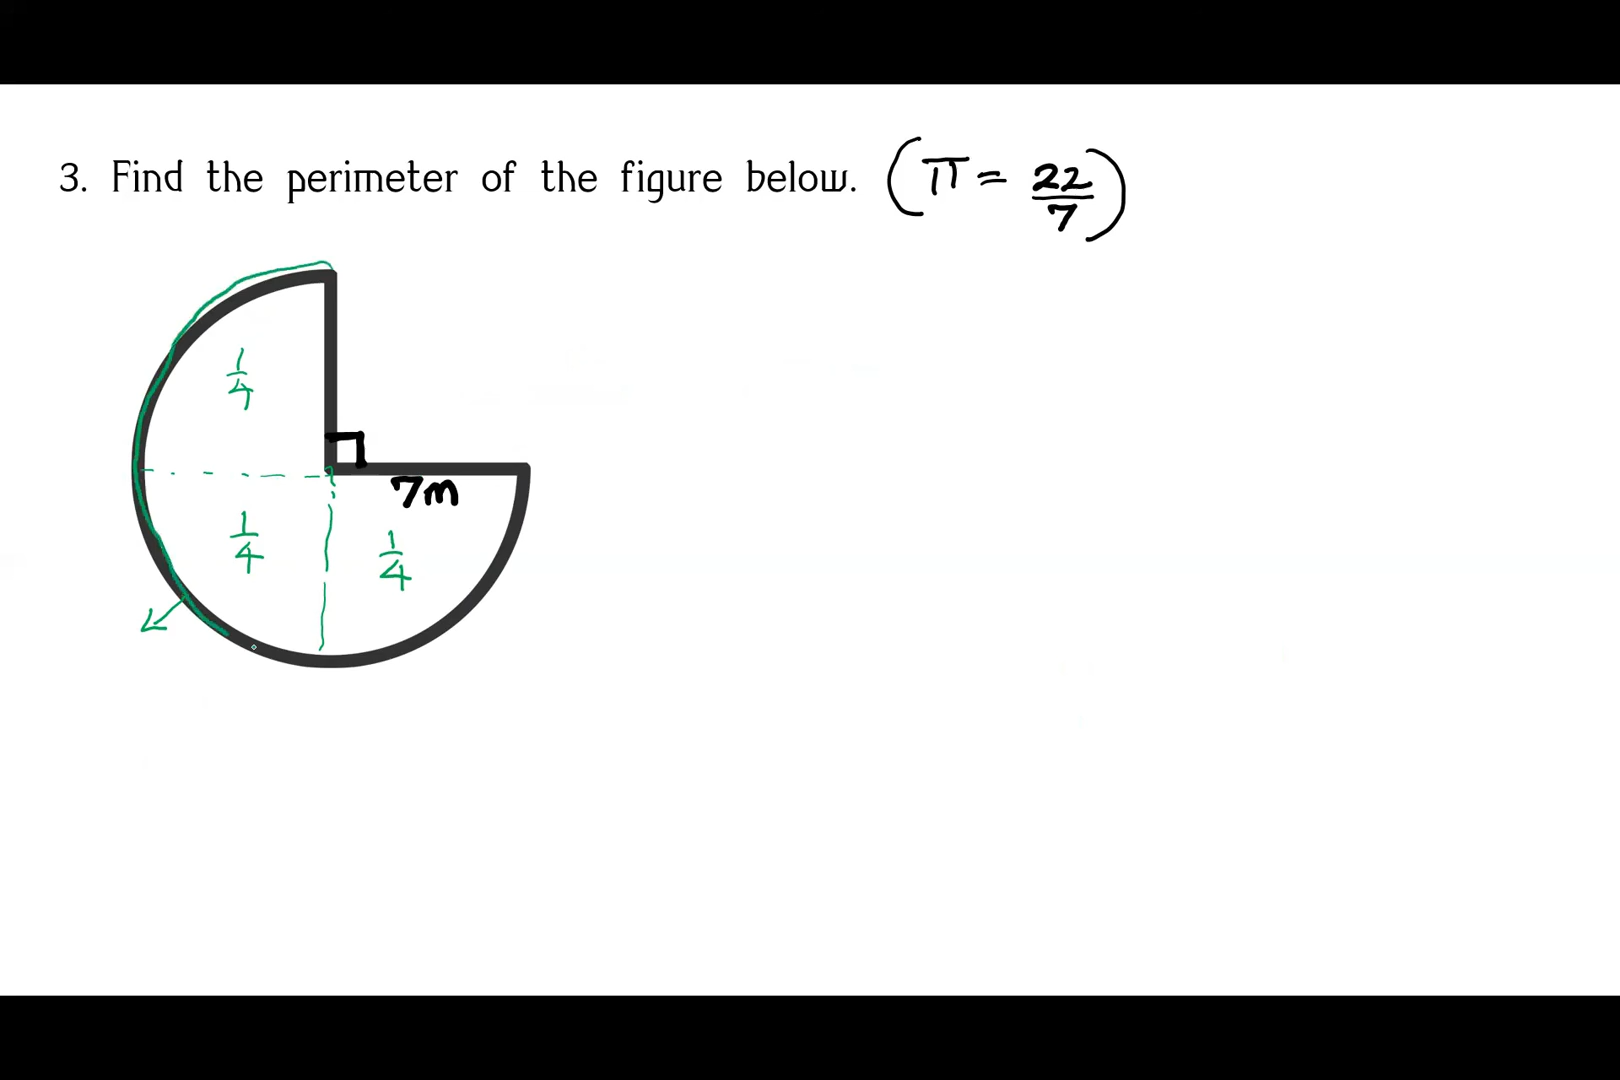 3. Find the perimeter of the figure below. (π = 22/7)
1/4
7m
1/4
1/4